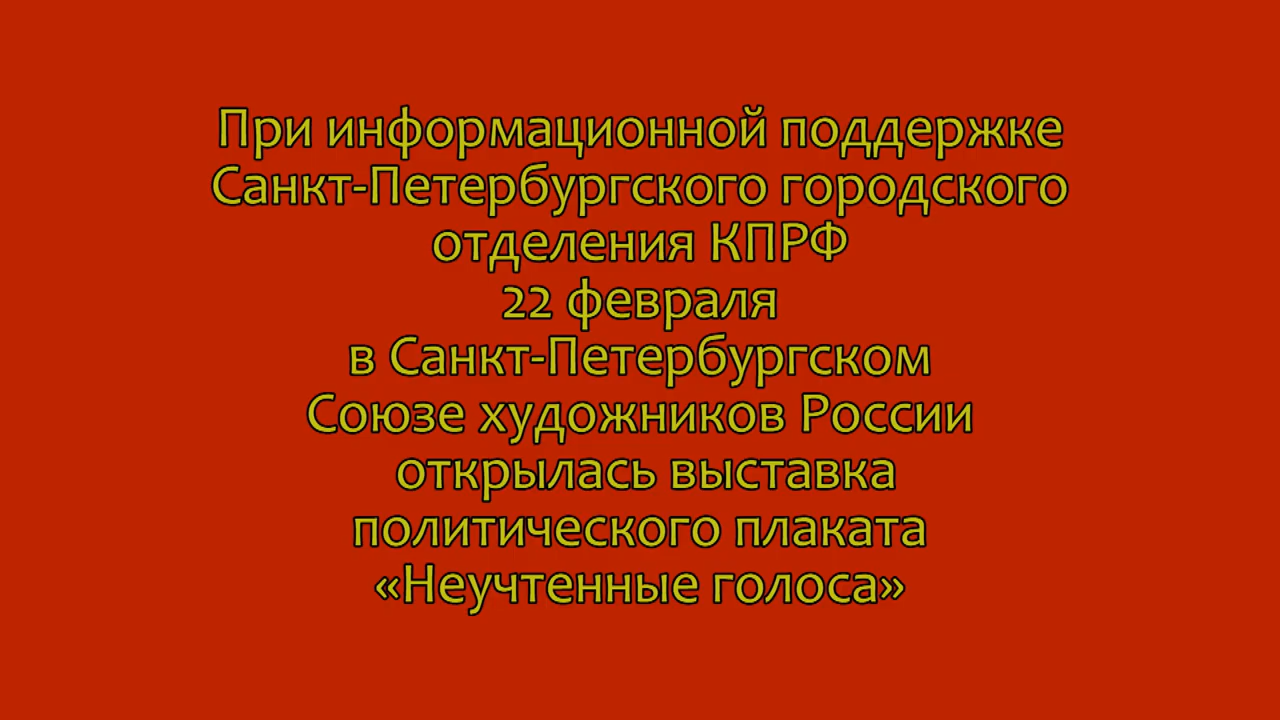 При информационной поддержке
Санкт-Петербургского городского
отделения КПРФ
22 февраля
в Санкт-Петербургском
Союзе художников России
открылась выставка
политического плаката
«Неучтенные голоса»